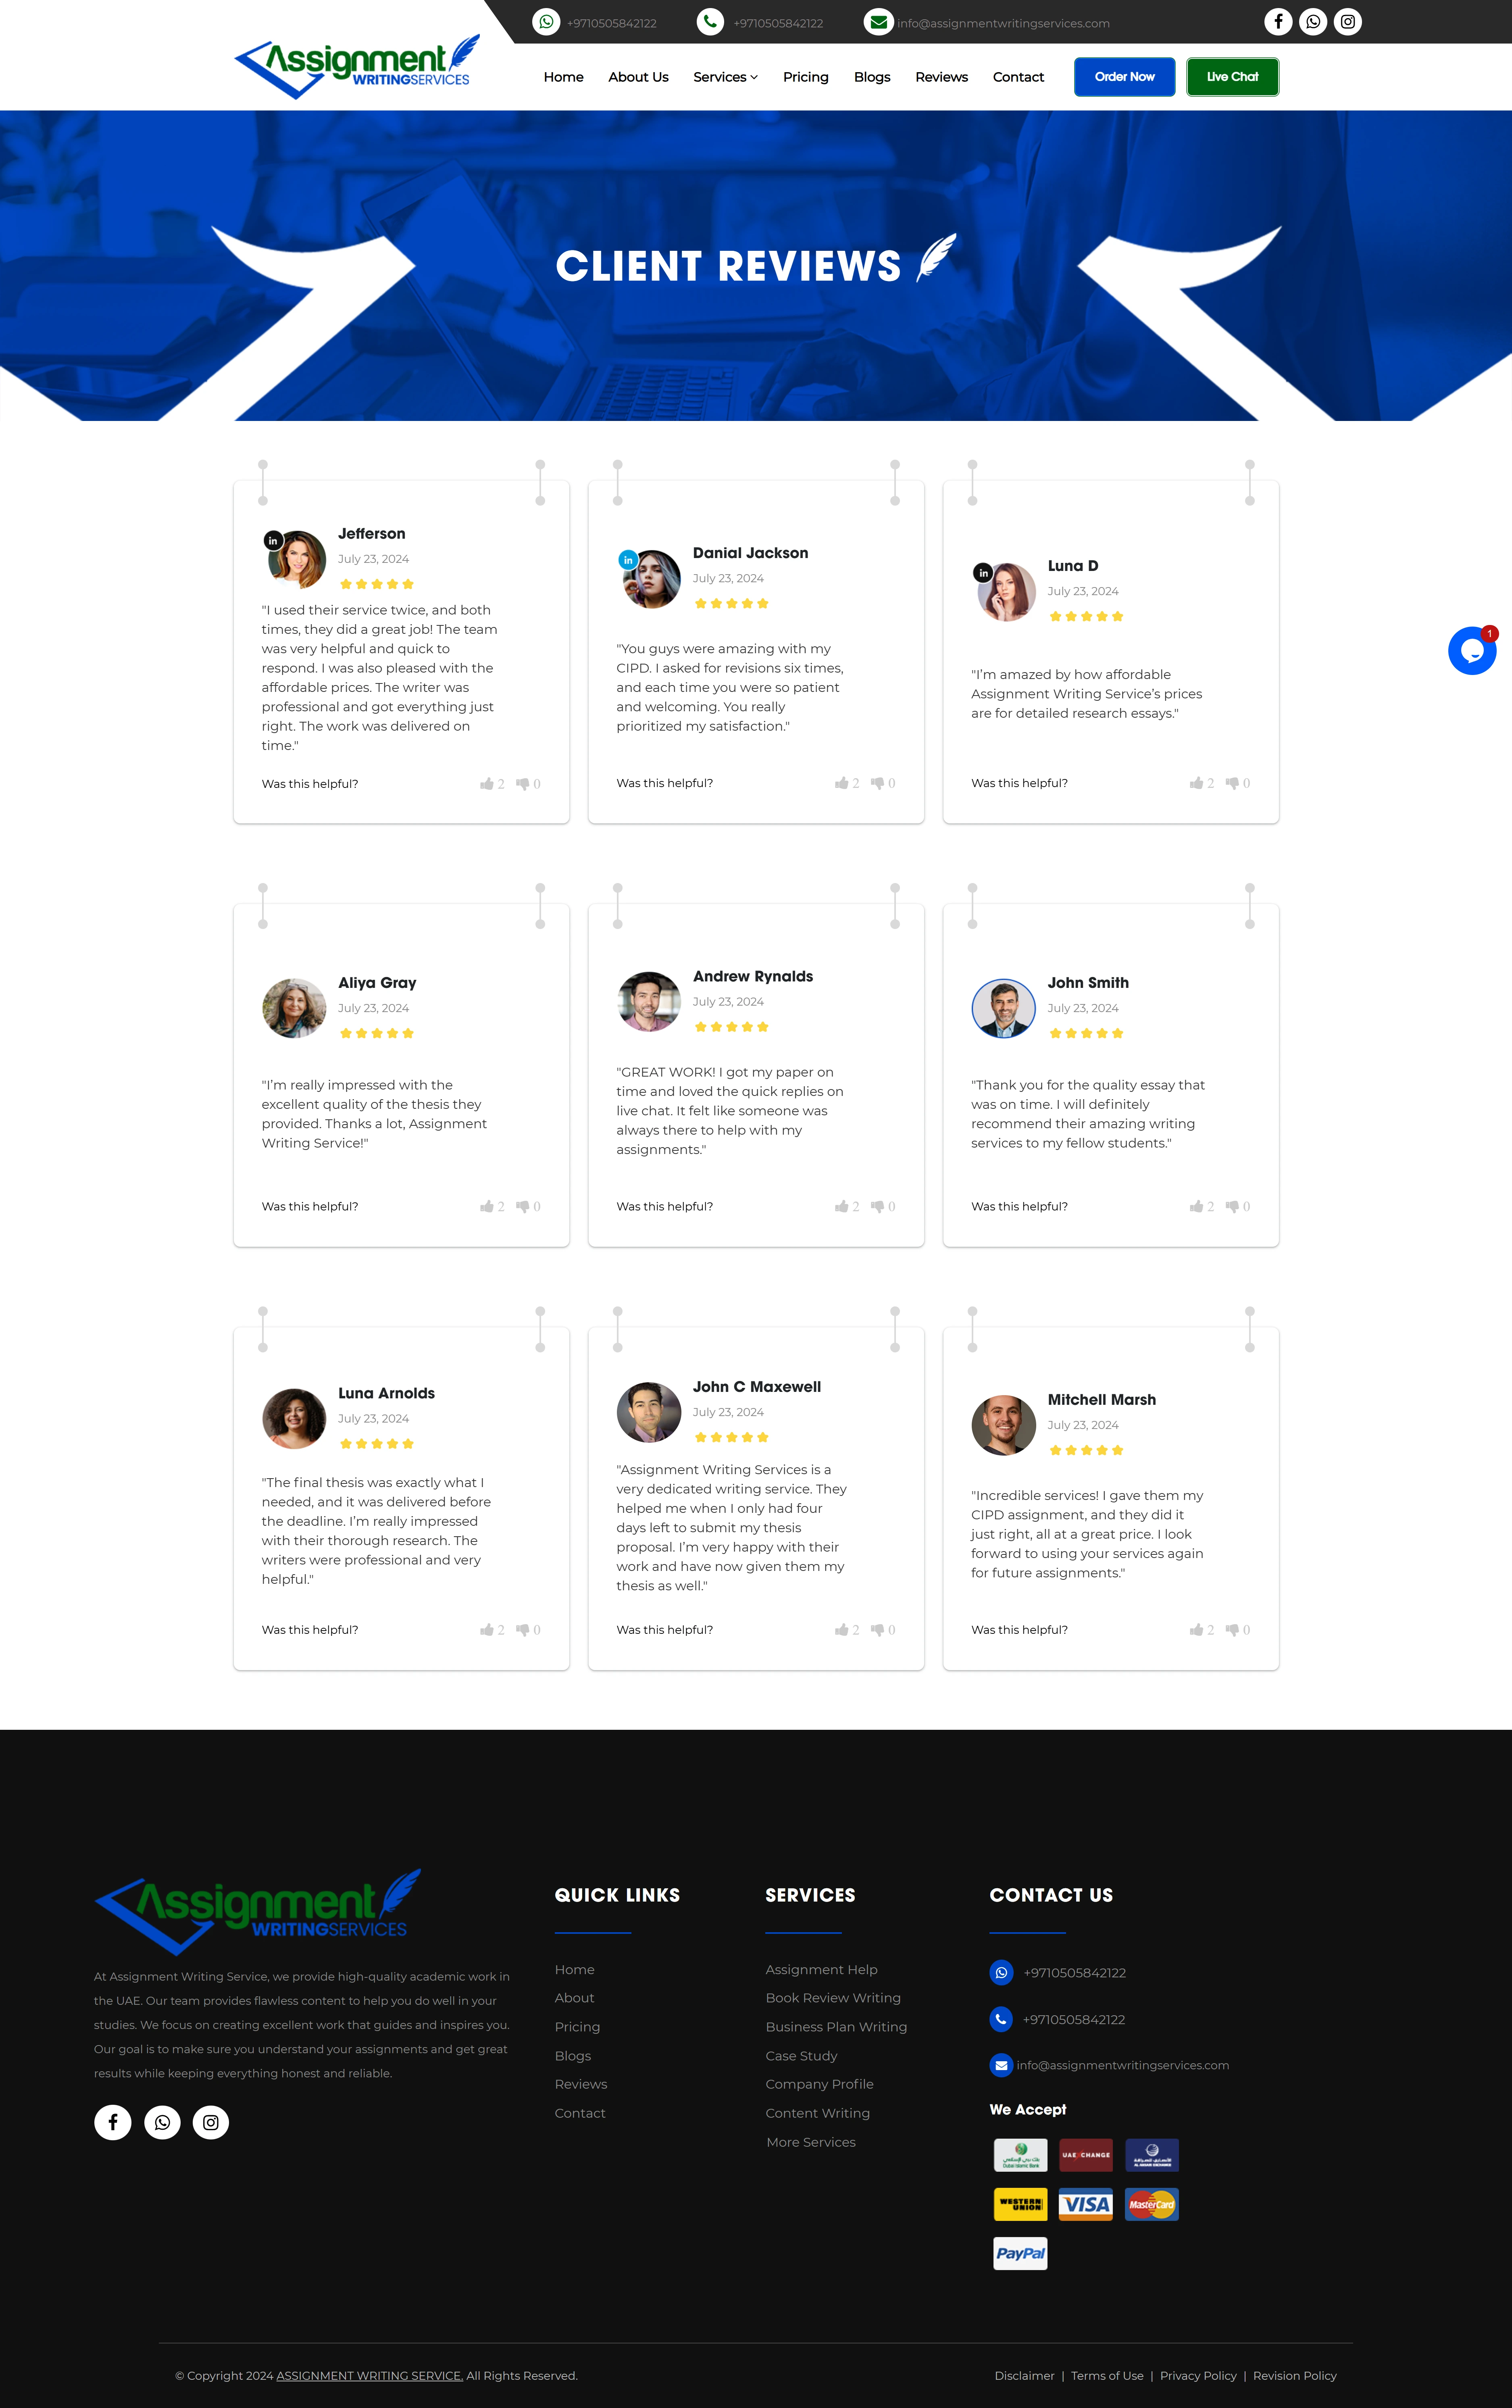 +9710505842122
+9710505842122
info@assignmentwritingservices.com
Assignment
WRITINGSERVICES
Home
About Us
Services
Pricing
Blogs
Reviews
Contact
Order Now
Live Chat
CLIENT REVIEWS
in
Jefferson
July 23, 2024
"I used their service twice, and both
times, they did a great job! The team
was very helpful and quick to
respond. I was also pleased with the
affordable prices. The writer was
professional and got everything just
right. The work was delivered on
time."
Was this helpful?
2
0
in
Danial Jackson
July 23, 2024
"You guys were amazing with my
CIPD. I asked for revisions six times,
and each time you were so patient
and welcoming. You really
prioritized my satisfaction."
Was this helpful?
2
0
in
Luna D
July 23, 2024
"I’m amazed by how affordable
Assignment Writing Service’s prices
are for detailed research essays."
Was this helpful?
2
0
1
Aliya Gray
July 23, 2024
"I’m really impressed with the
excellent quality of the thesis they
provided. Thanks a lot, Assignment
Writing Service!"
Was this helpful?
2
0
Andrew Rynalds
July 23, 2024
"GREAT WORK! I got my paper on
time and loved the quick replies on
live chat. It felt like someone was
always there to help with my
assignments."
Was this helpful?
2
0
John Smith
July 23, 2024
"Thank you for the quality essay that
was on time. I will definitely
recommend their amazing writing
services to my fellow students."
Was this helpful?
2
0
Luna Arnolds
July 23, 2024
"The final thesis was exactly what I
needed, and it was delivered before
the deadline. I’m really impressed
with their thorough research. The
writers were professional and very
helpful."
Was this helpful?
2
0
John C Maxewell
July 23, 2024
"Assignment Writing Services is a
very dedicated writing service. They
helped me when I only had four
days left to submit my thesis
proposal. I’m very happy with their
work and have now given them my
thesis as well."
Was this helpful?
2
0
Mitchell Marsh
July 23, 2024
"Incredible services! I gave them my
CIPD assignment, and they did it
just right, all at a great price. I look
forward to using your services again
for future assignments."
Was this helpful?
2
0
Assignment
WRITINGSERVICES
At Assignment Writing Service, we provide high-quality academic work in
the UAE. Our team provides flawless content to help you do well in your
studies. We focus on creating excellent work that guides and inspires you.
Our goal is to make sure you understand your assignments and get great
results while keeping everything honest and reliable.
QUICK LINKS
Home
About
Pricing
Blogs
Reviews
Contact
SERVICES
Assignment Help
Book Review Writing
Business Plan Writing
Case Study
Company Profile
Content Writing
More Services
CONTACT US
+9710505842122
+9710505842122
info@assignmentwritingservices.com
We Accept
Dubai Islamic Bank
UAE XCHANGE
AL ANSARI EXCHANGE
WESTERN
UNION
VISA
MasterCard
PayPal
© Copyright 2024 ASSIGNMENT WRITING SERVICE. All Rights Reserved.
Disclaimer | Terms of Use | Privacy Policy | Revision Policy